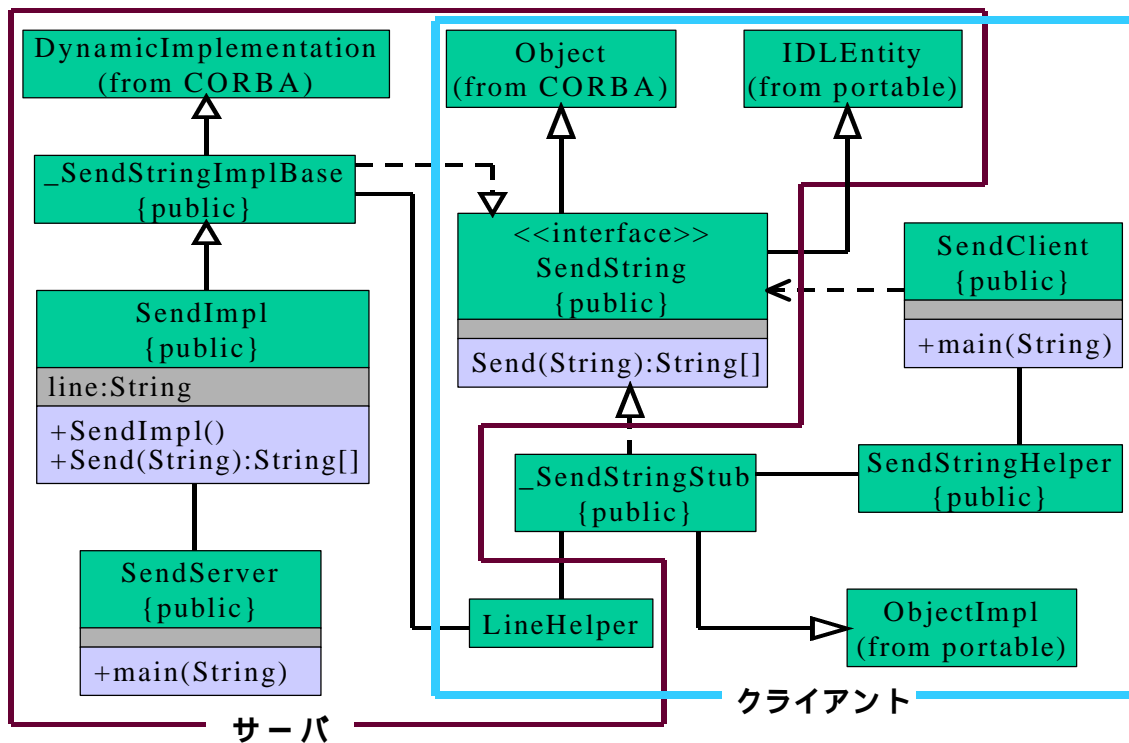 DynamicImplementation
(from CORBA)
Object
(from CORBA)
IDLEntity
(from portable)
_SendStringImplBase
{public}
<<interface>>
SendString
{public}
Send(String):String[]
SendClient
{public}
+main(String)
SendImpl
{public}
line:String
+SendImpl()
+Send(String):String[]
_SendStringStub
{public}
SendStringHelper
{public}
SendServer
{public}
+main(String)
LineHelper
ObjectImpl
(from portable)
クライアント
サーバ